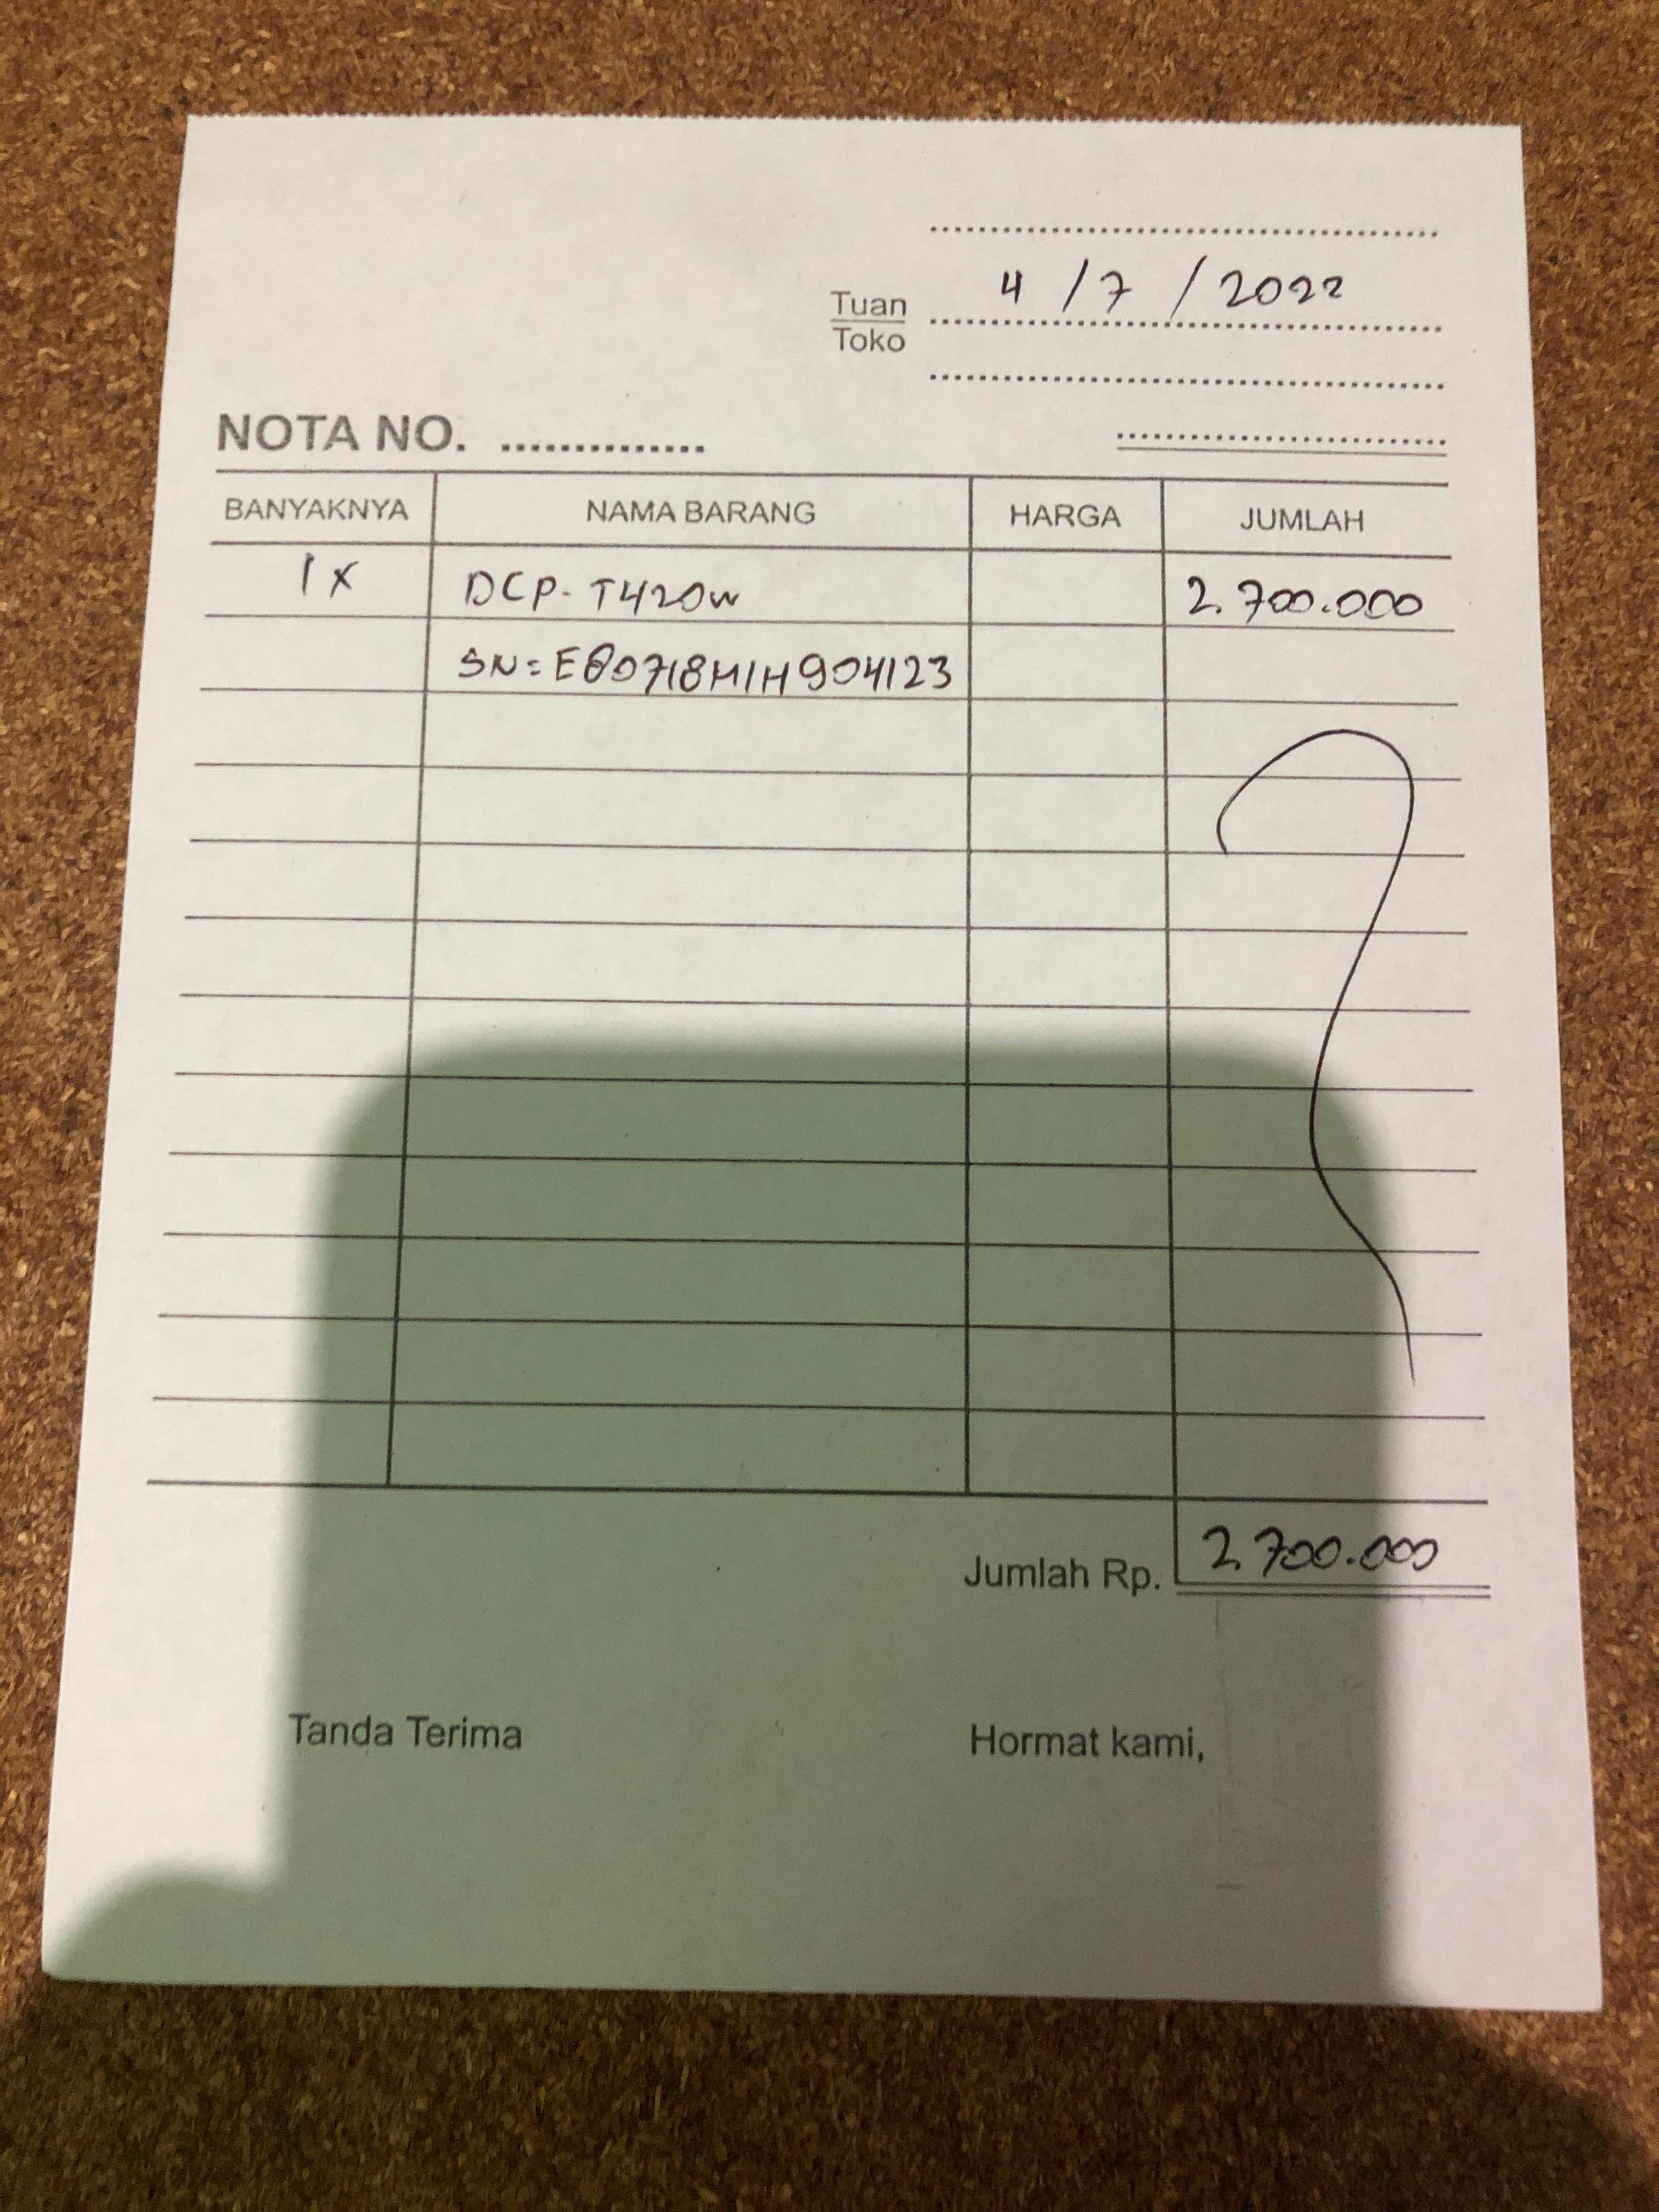 4 / 7 / 2022
Tuan
Toko
NOTA NO. ..............
BANYAKNYA NAMA BARANG HARGA JUMLAH
1 x DCP- T420W 2.700.000
SN= E80718M1H904123
Jumlah Rp. 2 700.000
Tanda Terima Hormat kami,